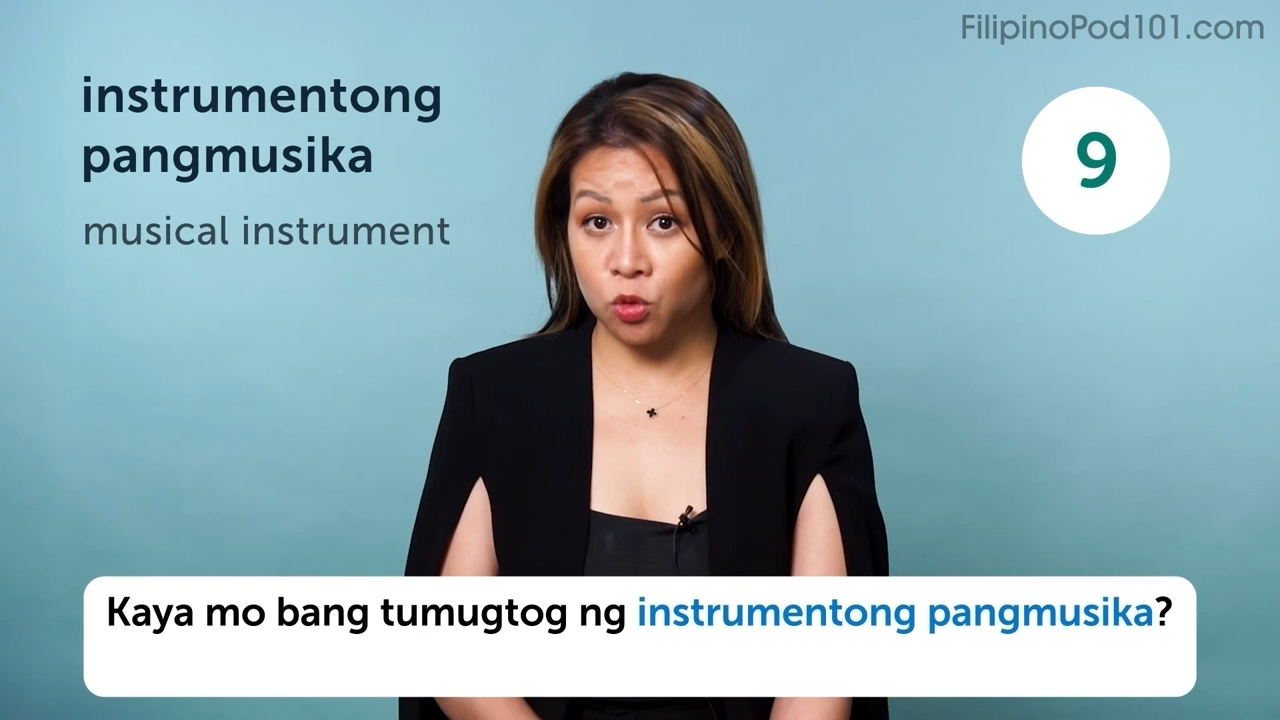 FilipinoPod101.com
instrumentong
pangmusika
musical instrument
9
Kaya mo bang tumugtog ng instrumentong pangmusika?